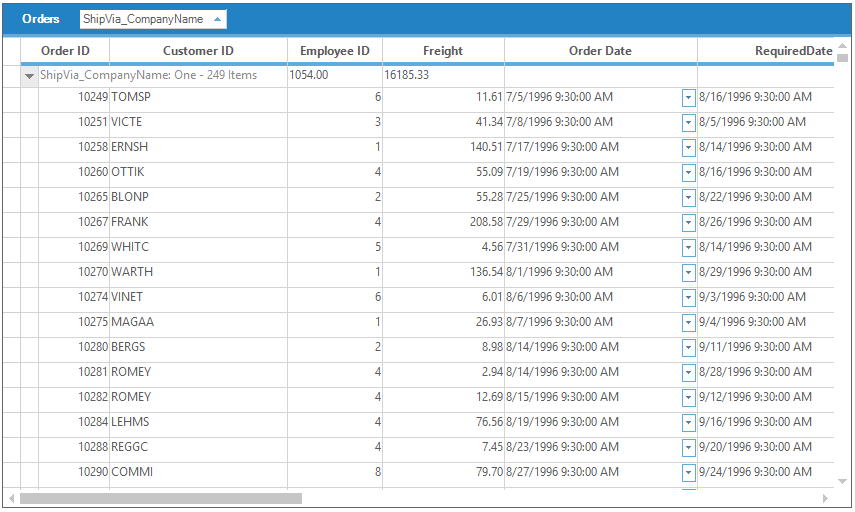 Orders ShipVia_CompanyName
Order ID Customer ID Employee ID Freight Order Date RequiredDate
ShipVia_CompanyName: One - 249 Items 1054.00 16185.33
10249 TOMSP 6 11.61 7/5/1996 9:30:00 AM 8/16/1996 9:30:00 AM
10251 VICTE 3 41.34 7/8/1996 9:30:00 AM 8/5/1996 9:30:00 AM
10258 ERNSH 1 140.51 7/17/1996 9:30:00 AM 8/14/1996 9:30:00 AM
10260 OTTIK 4 55.09 7/19/1996 9:30:00 AM 8/16/1996 9:30:00 AM
10265 BLONP 2 55.28 7/25/1996 9:30:00 AM 8/22/1996 9:30:00 AM
10267 FRANK 4 208.58 7/29/1996 9:30:00 AM 8/26/1996 9:30:00 AM
10269 WHITC 5 4.56 7/31/1996 9:30:00 AM 8/14/1996 9:30:00 AM
10270 WARTH 1 136.54 8/1/1996 9:30:00 AM 8/29/1996 9:30:00 AM
10274 VINET 6 6.01 8/6/1996 9:30:00 AM 9/3/1996 9:30:00 AM
10275 MAGAA 1 26.93 8/7/1996 9:30:00 AM 9/4/1996 9:30:00 AM
10280 BERGS 2 8.98 8/14/1996 9:30:00 AM 9/11/1996 9:30:00 AM
10281 ROMEY 4 2.94 8/14/1996 9:30:00 AM 8/28/1996 9:30:00 AM
10282 ROMEY 4 12.69 8/15/1996 9:30:00 AM 9/12/1996 9:30:00 AM
10284 LEHMS 4 76.56 8/19/1996 9:30:00 AM 9/16/1996 9:30:00 AM
10288 REGGC 4 7.45 8/23/1996 9:30:00 AM 9/20/1996 9:30:00 AM
10290 COMMI 8 79.70 8/27/1996 9:30:00 AM 9/24/1996 9:30:00 AM